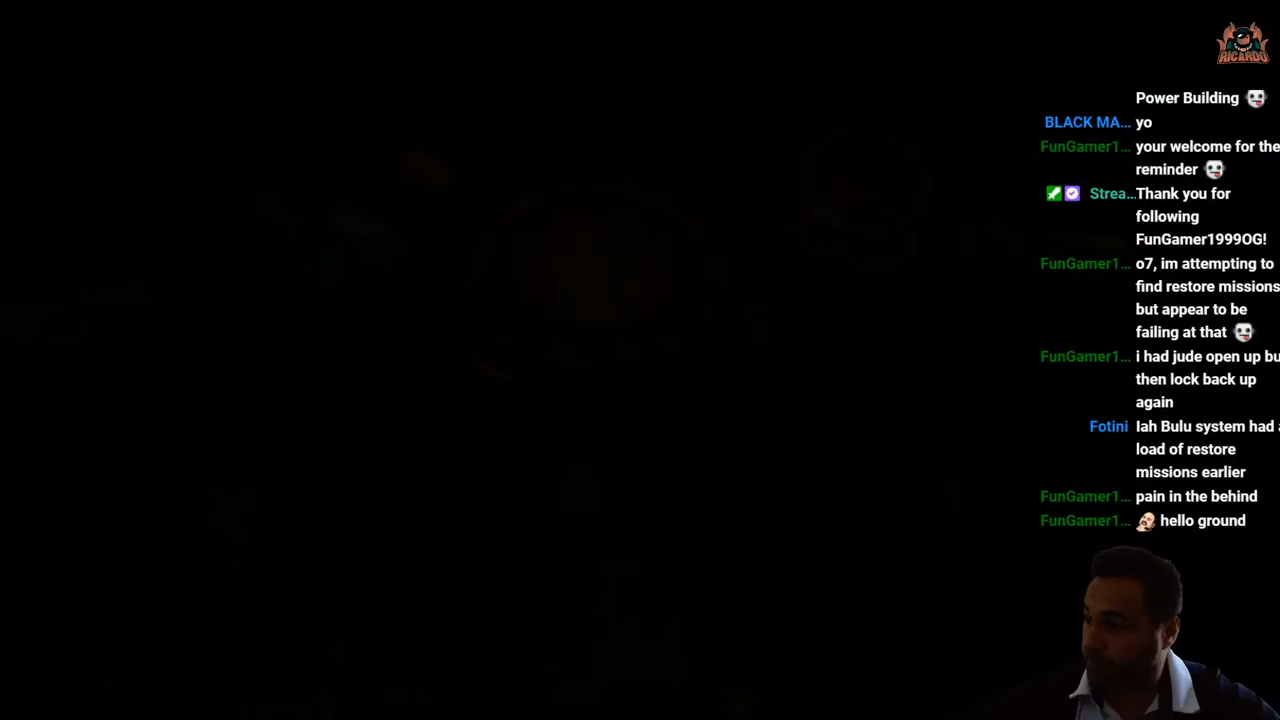 RICARDO
Power Building
BLACK MA... yo
FunGamer1... your welcome for the
reminder
Strea... Thank you for
following
FunGamer1999OG!
FunGamer1... o7, im attempting to
find restore missions
but appear to be
failing at that
FunGamer1... i had jude open up bu
then lock back up
again
Fotini Iah Bulu system had a
load of restore
missions earlier
FunGamer1... pain in the behind
FunGamer1... hello ground